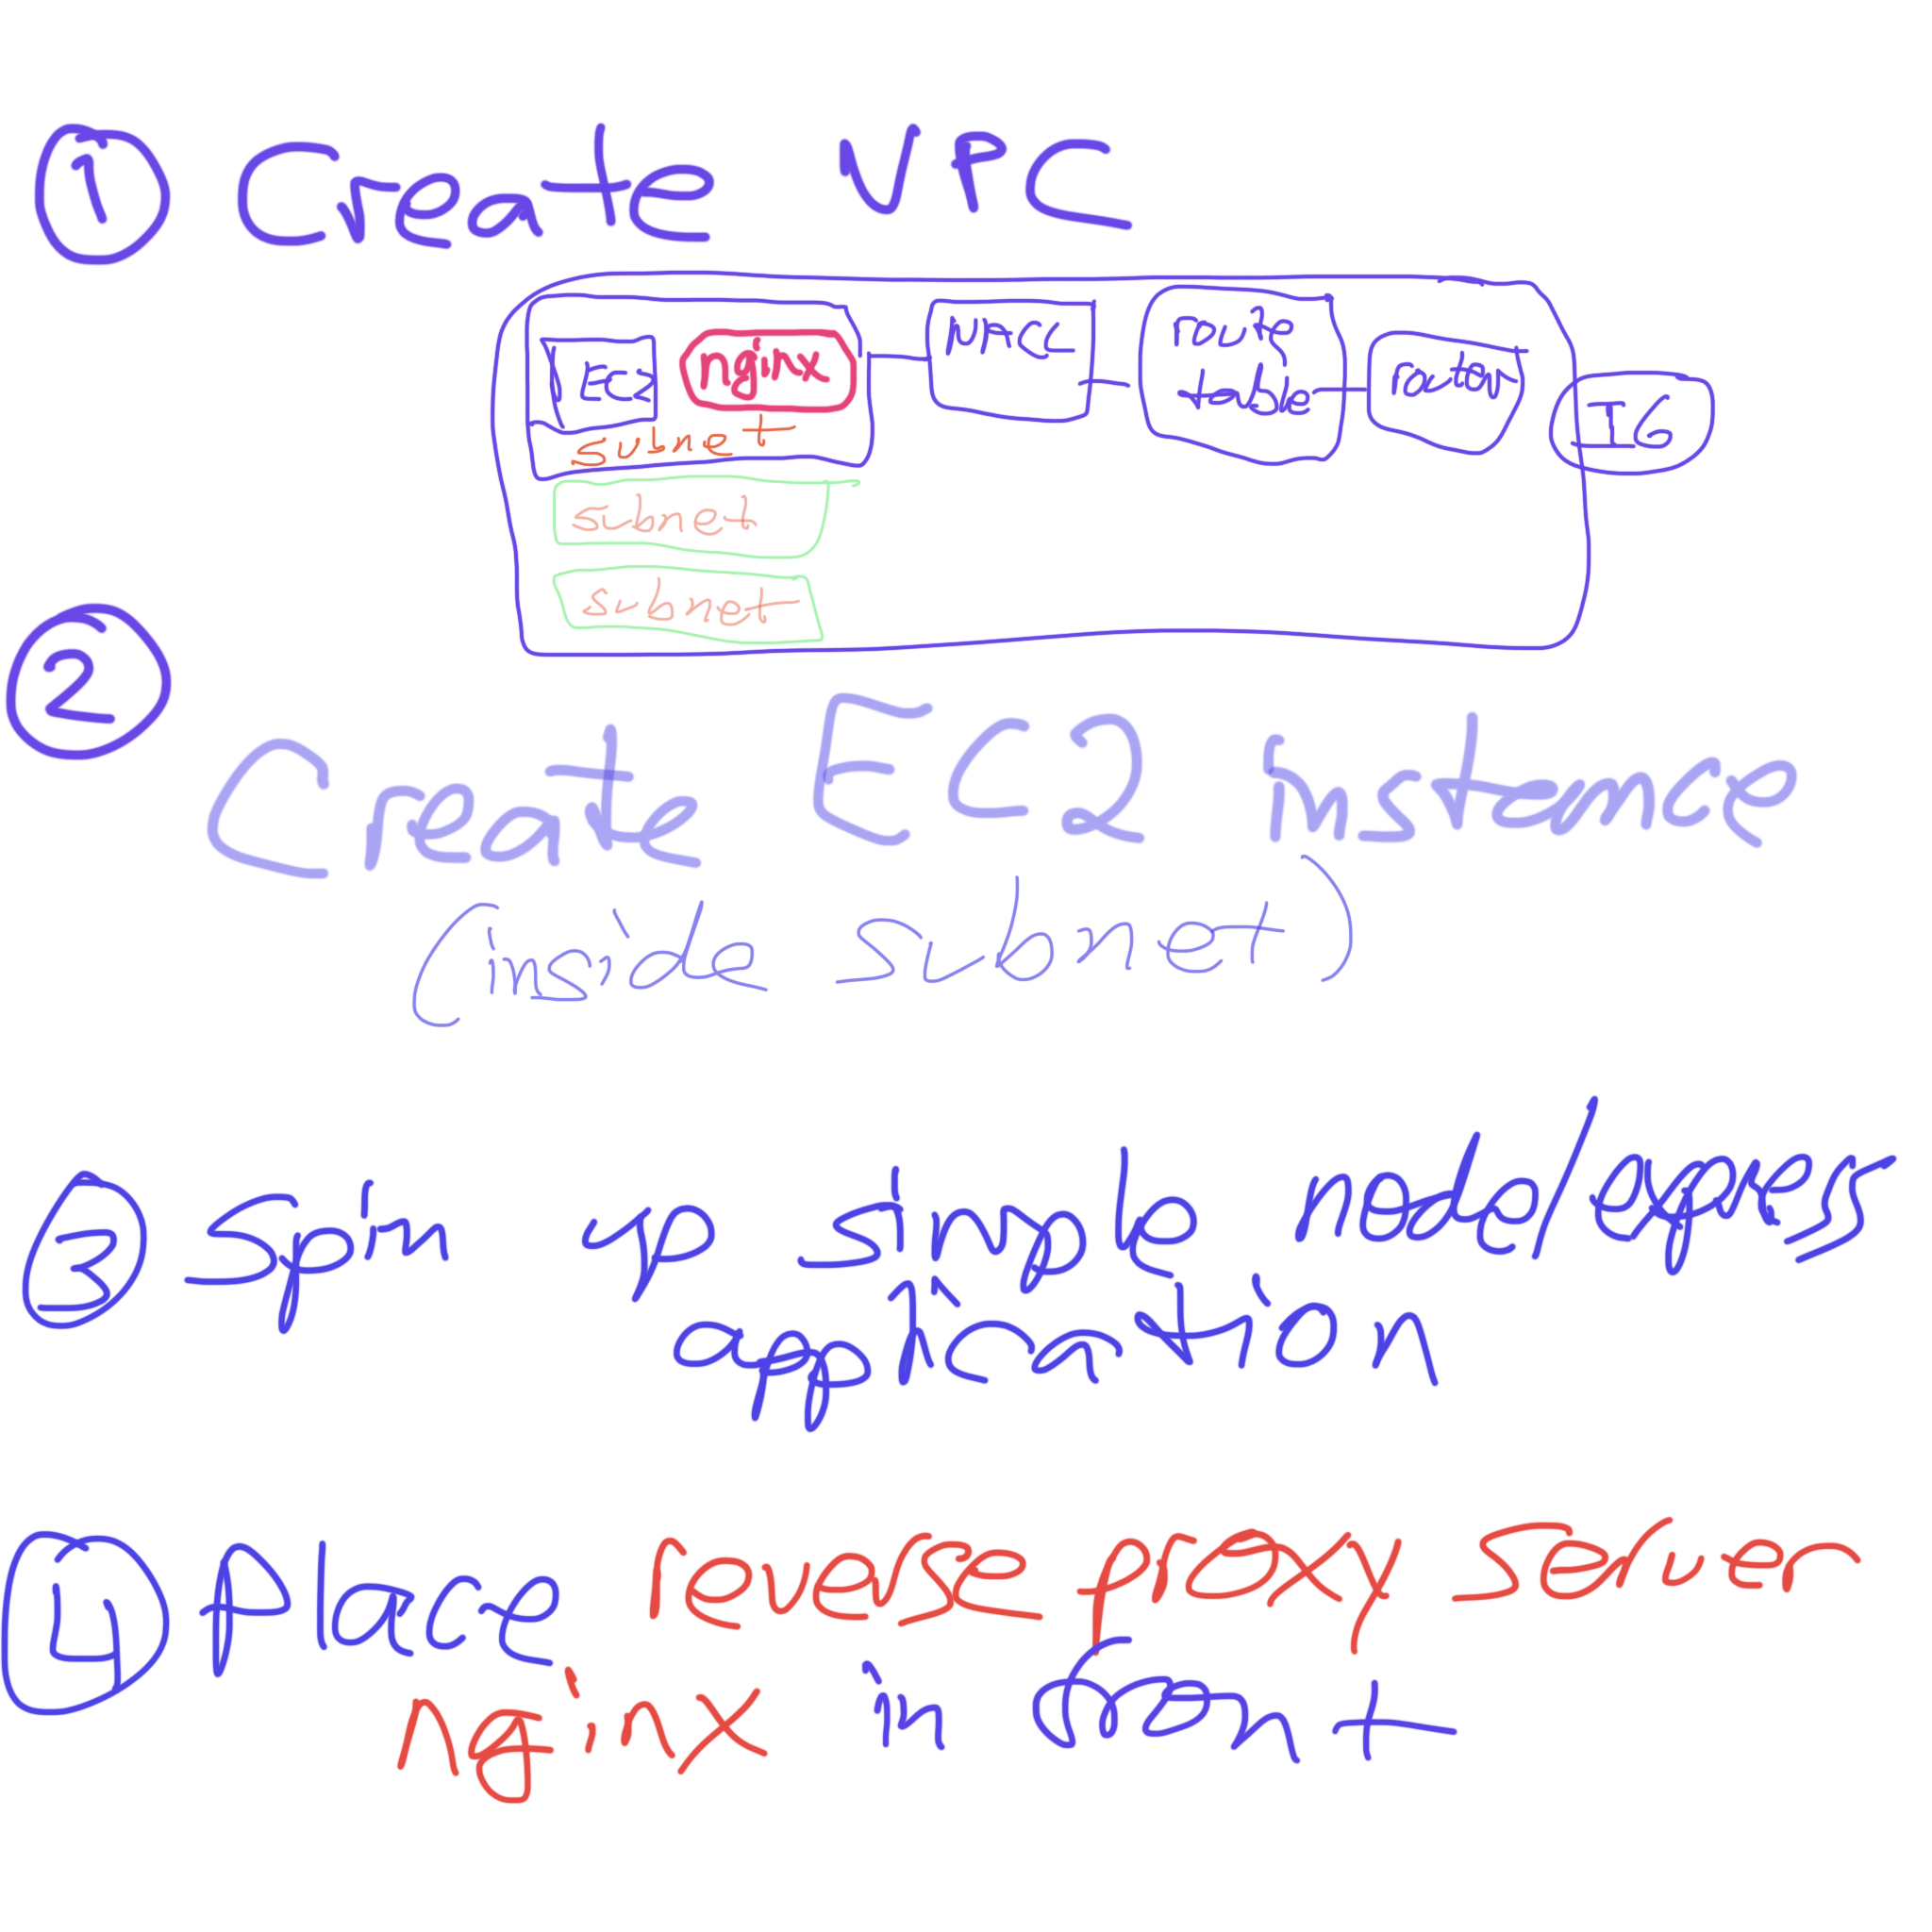 ① Create VPC
EC2
nginx
NACL
Route
table
router
IG
subnet
subnet
subnet
② Create EC2 Instance
(inside subnet)
③ Spin up simple node/express
application
④ Place reverse proxy server
nginx in front